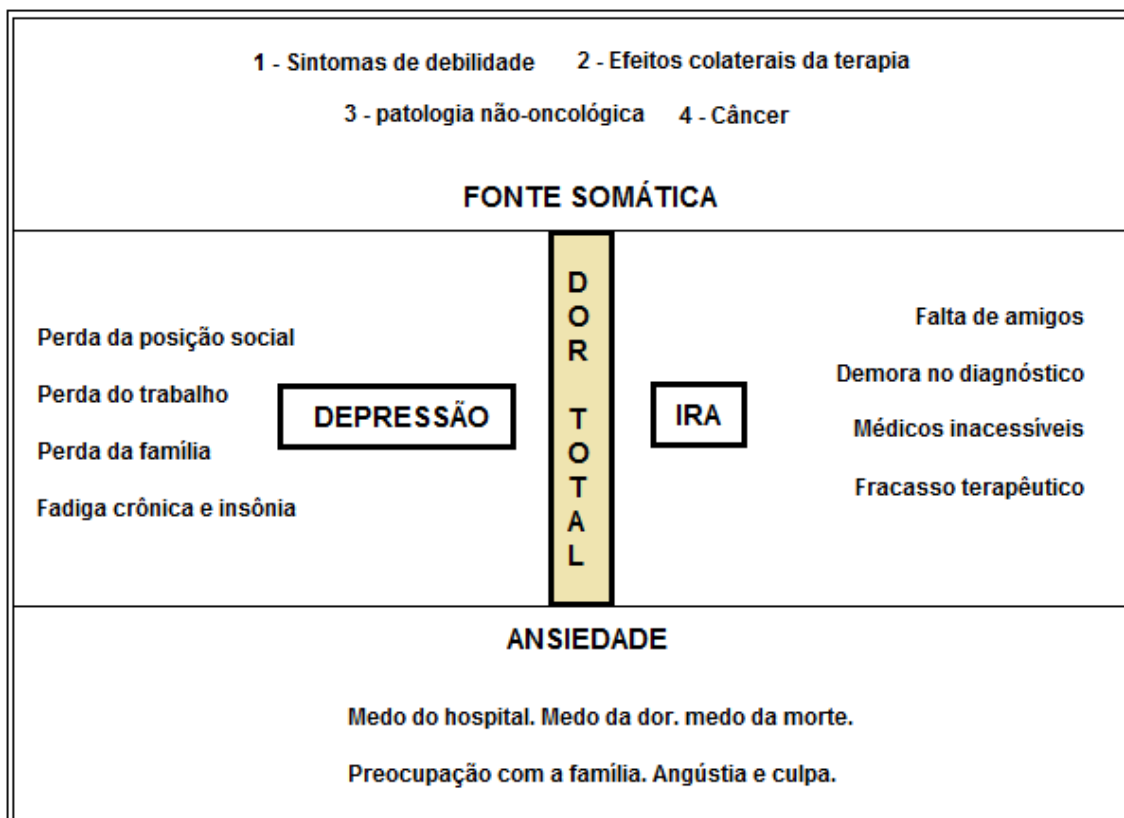 1 - Sintomas de debilidade 2 - Efeitos colaterais da terapia
3 - patologia não-oncológica 4 - Câncer
FONTE SOMÁTICA
Perda da posição social
Perda do trabalho
Perda da família
Fadiga crônica e insônia
DEPRESSÃO
DOR TOTAL
IRA
Falta de amigos
Demora no diagnóstico
Médicos inacessíveis
Fracasso terapêutico
ANSIEDADE
Medo do hospital. Medo da dor. medo da morte.
Preocupação com a família. Angústia e culpa.